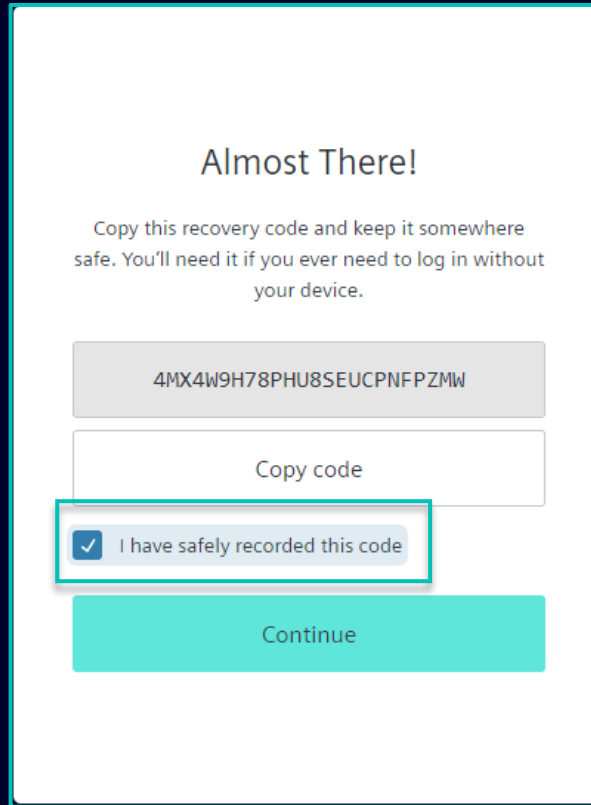 Almost There!
Copy this recovery code and keep it somewhere
safe. You'll need it if you ever need to log in without
your device.
4MX4W9H78PHU8SEUCPNFPZMW
Copy code
I have safely recorded this code
Continue